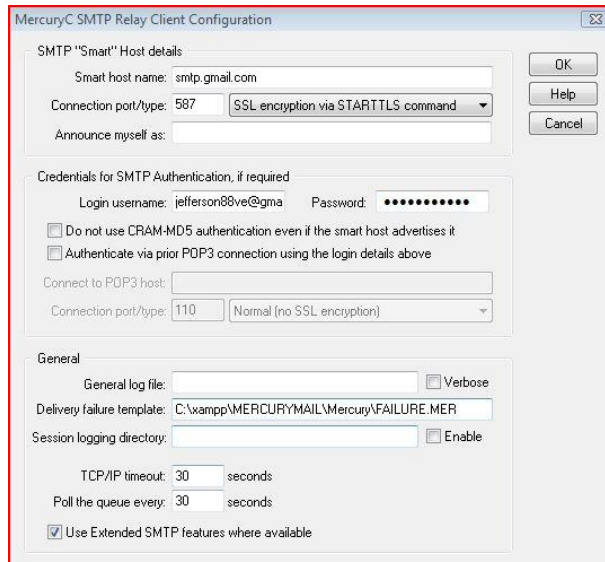 MercuryC SMTP Relay Client Configuration
SMTP "Smart" Host details
Smart host name: smtp.gmail.com
Connection port/type: 587 SSL encryption via STARTTLS command
Announce myself as:
OK
Help
Cancel
Credentials for SMTP Authentication, if required
Login username: jefferson88ve@gma Password: ●●●●●●●●●●●
Do not use CRAM-MD5 authentication even if the smart host advertises it
Authenticate via prior POP3 connection using the login details above
Connect to POP3 host:
Connection port/type: 110 Normal (no SSL encryption)
General
General log file: Verbose
Delivery failure template: C:\xampp\MERCURYMAIL\Mercury\FAILURE.MER
Session logging directory: Enable
TCP/IP timeout: 30 seconds
Poll the queue every: 30 seconds
Use Extended SMTP features where available